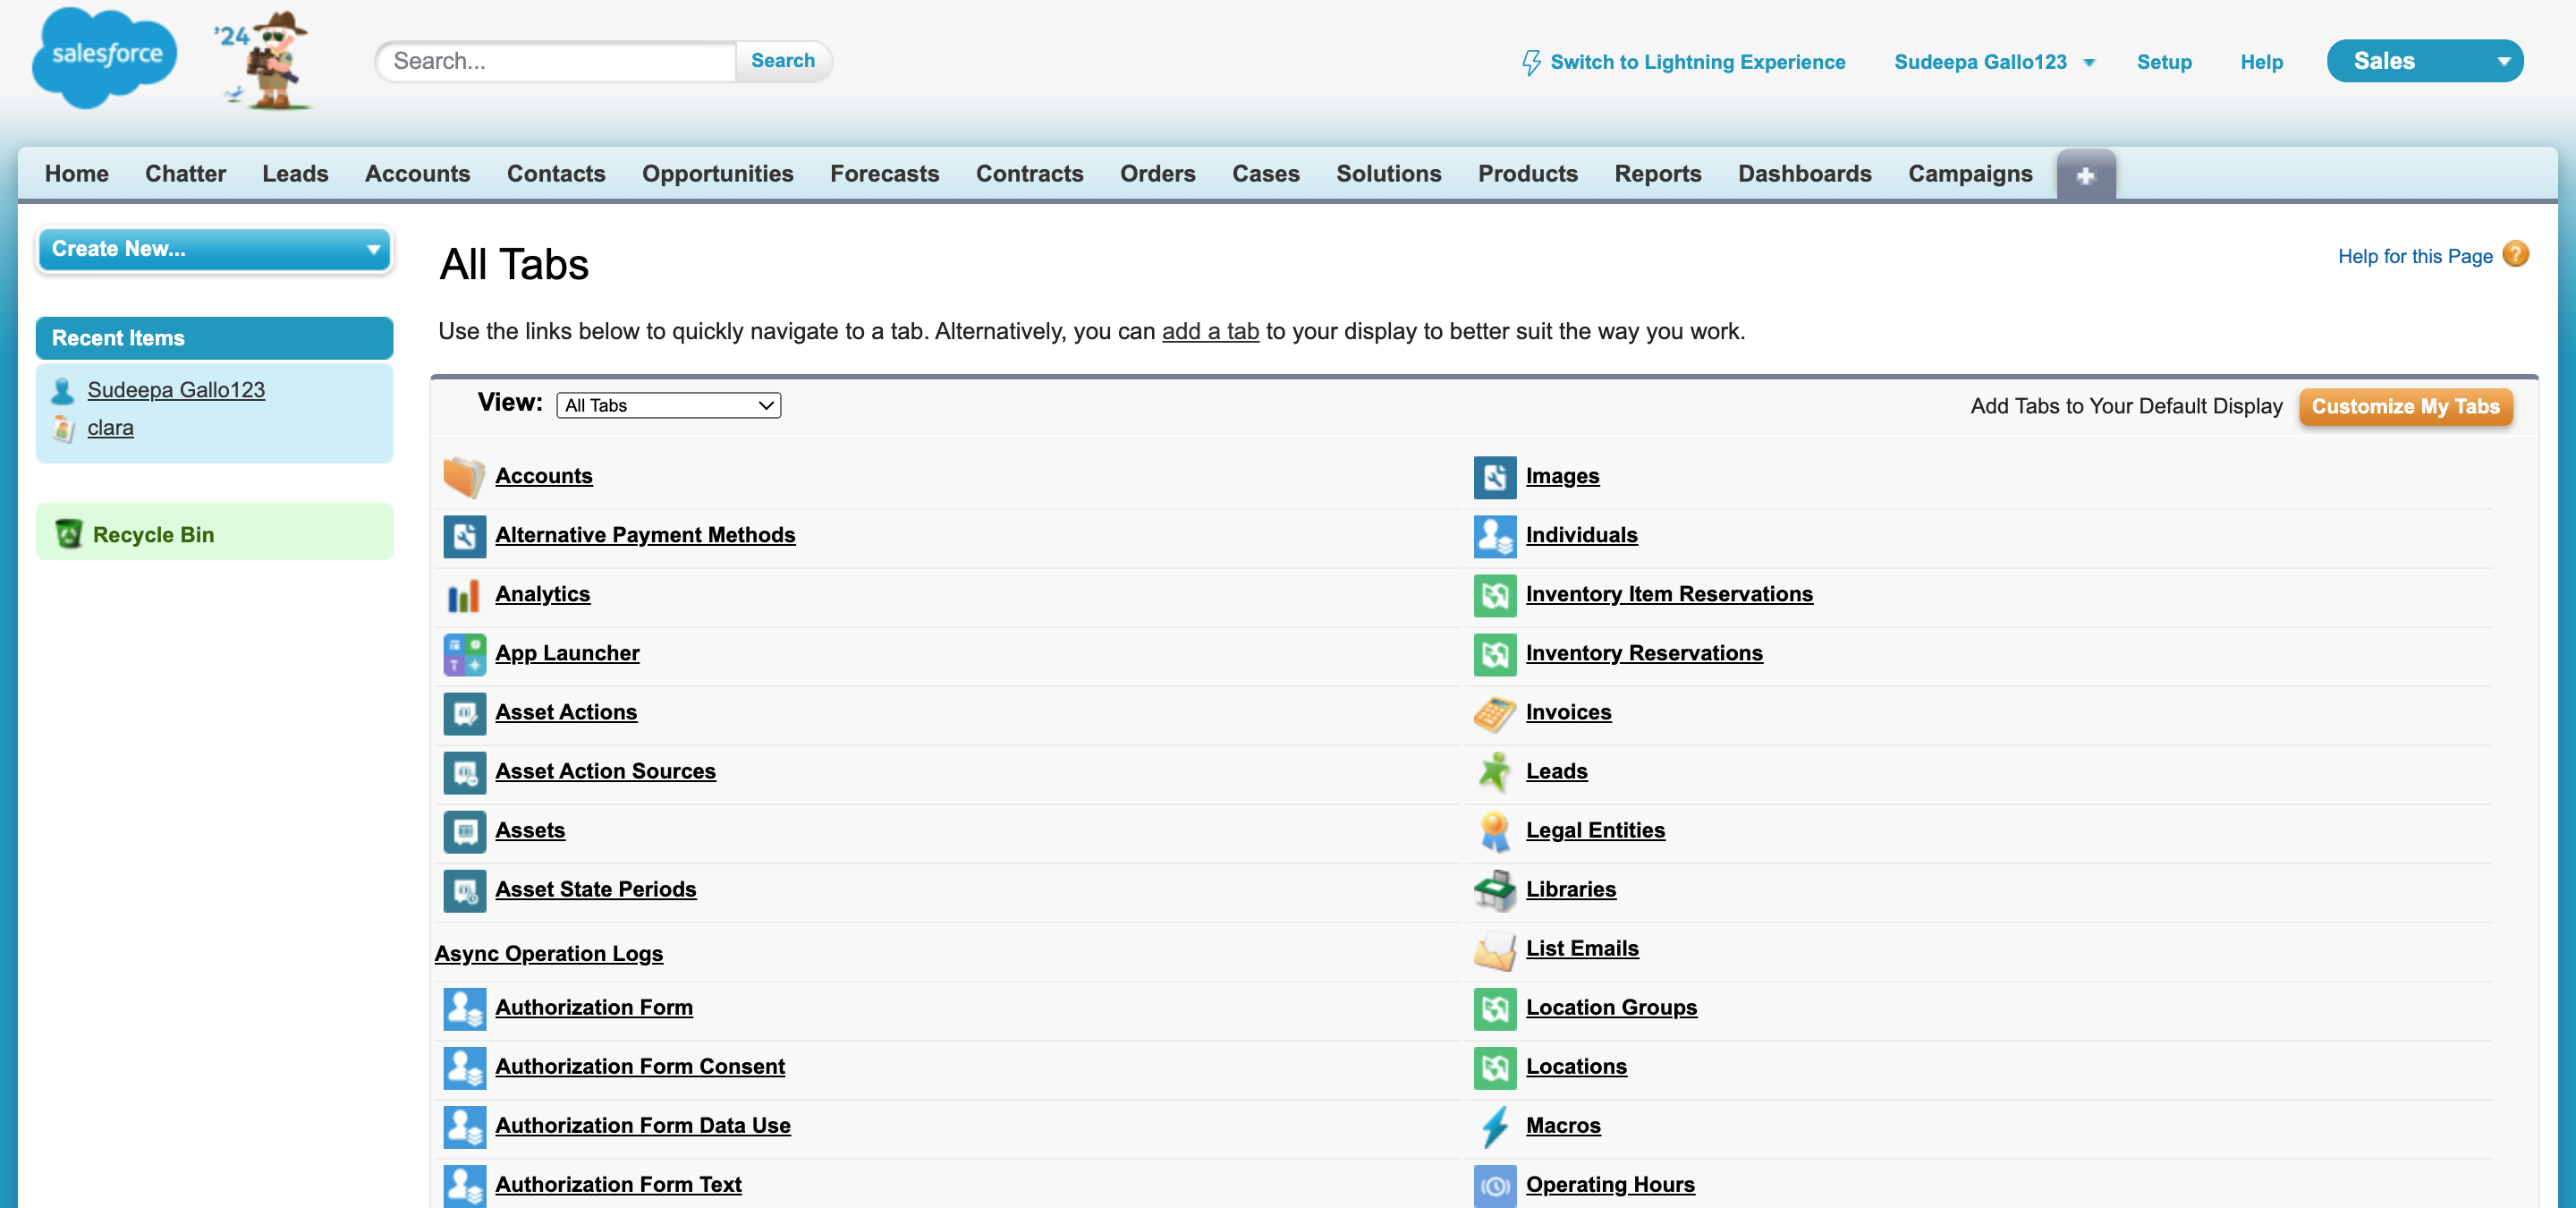 salesforce
'24
Search...
Search
Switch to Lightning Experience
Sudeepa Gallo123
Setup
Help
Sales
Home
Chatter
Leads
Accounts
Contacts
Opportunities
Forecasts
Contracts
Orders
Cases
Solutions
Products
Reports
Dashboards
Campaigns
Create New...
Recent Items
Sudeepa Gallo123
clara
Recycle Bin
All Tabs
Help for this Page
Use the links below to quickly navigate to a tab. Alternatively, you can add a tab to your display to better suit the way you work.
View:
All Tabs
Add Tabs to Your Default Display
Customize My Tabs
Accounts
Alternative Payment Methods
Analytics
App Launcher
Asset Actions
Asset Action Sources
Assets
Asset State Periods
Async Operation Logs
Authorization Form
Authorization Form Consent
Authorization Form Data Use
Authorization Form Text
Images
Individuals
Inventory Item Reservations
Inventory Reservations
Invoices
Leads
Legal Entities
Libraries
List Emails
Location Groups
Locations
Macros
Operating Hours